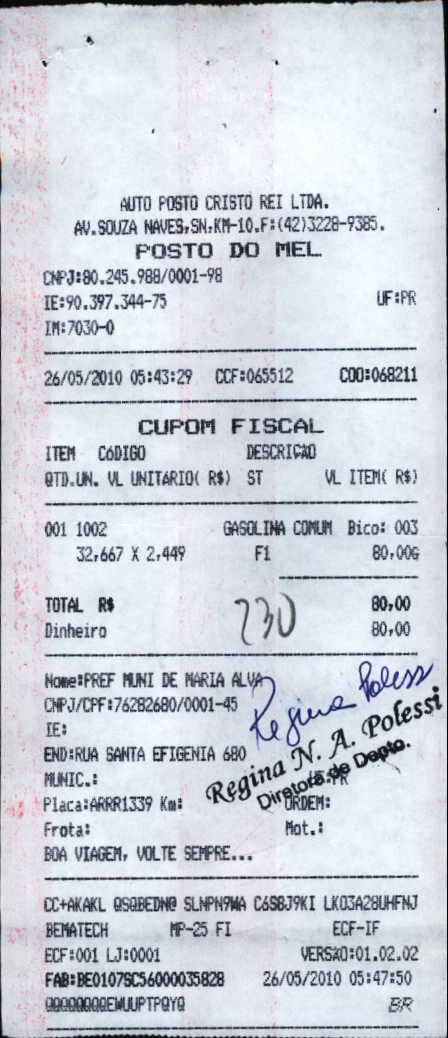 AUTO POSTO CRISTO REI LTDA.
AV.SOUZA NAVES,SN,KM-10.F:(42)3228-9385.
POSTO DO MEL
CNPJ:80.245.988/0001-98
IE:90.397.344-75 UF:PR
IM:7030-0
26/05/2010 05:43:29 CCF:065512 COO:068211
CUPOM FISCAL
ITEM CóDIGO DESCRIÇÃO
QTD.UN. VL UNITÁRIO( R$) ST VL ITEM( R$)
001 1002 GASOLINA COMUM Bico: 003
32,667 X 2,449 F1 80,00G
TOTAL R$ 80,00
Dinheiro 80,00
230
Nome:PREF MUNI DE MARIA ALVA
CNPJ/CPF:76282680/0001-45
Regina Polessi
IE:
END:RUA SANTA EFIGENIA 680
Regina N. A. Polessi
Diretora de Depto.
MUNIC.: PR
Placa:ARRR1339 Km: ORDEM:
Frota: Mot.:
BOA VIAGEM, VOLTE SEMPRE...
CC+AKAKL QSQBEDN@ SLNPN9WA C6SBJ9KI LKO3A28UHFNJ
BEMATECH MP-25 FI ECF-IF
ECF:001 LJ:0001 VERSÃO:01.02.02
FAB:BE0107SC56000035828 26/05/2010 05:47:50
QQQQQQQQEWUUPTPQYQ BR